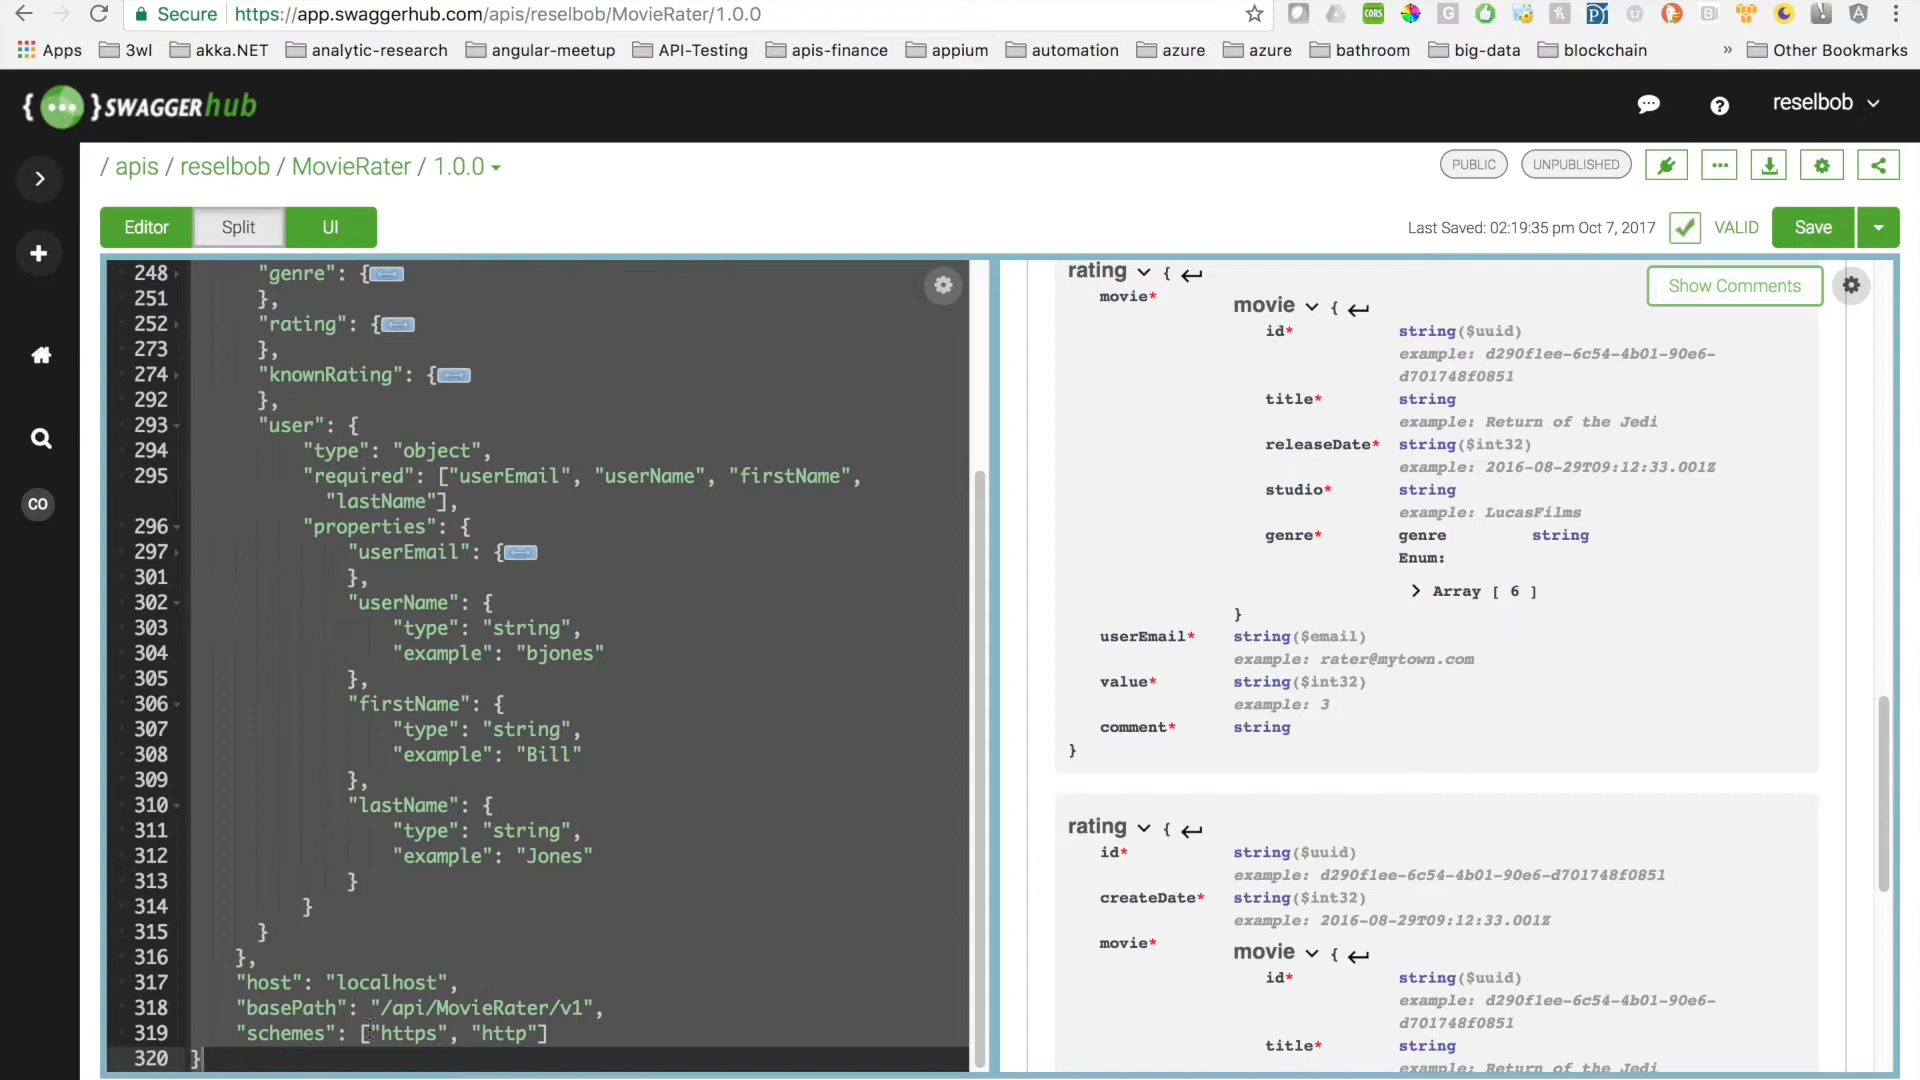 Secure https://app.swaggerhub.com/apis/reselbob/MovieRater/1.0.0
Apps 3wl akka.NET analytic-research angular-meetup API-Testing apis-finance appium automation azure azure bathroom big-data blockchain » Other Bookmarks
{ ... } SWAGGERhub reselbob
/ apis / reselbob / MovieRater / 1.0.0 PUBLIC UNPUBLISHED
Editor Split UI Last Saved: 02:19:35 pm Oct 7, 2017 VALID Save
CO
248 "genre": {
251 },
252 "rating": {
273 },
274 "knownRating": {
292 },
293 "user": {
294 "type": "object",
295 "required": ["userEmail", "userName", "firstName",
"lastName"],
296 "properties": {
297 "userEmail": {
301 },
302 "userName": {
303 "type": "string",
304 "example": "bjones"
305 },
306 "firstName": {
307 "type": "string",
308 "example": "Bill"
309 },
310 "lastName": {
311 "type": "string",
312 "example": "Jones"
313 }
314 }
315 }
316 },
317 "host": "localhost",
318 "basePath": "/api/MovieRater/v1",
319 "schemes": ["https", "http"]
320 }
Show Comments
rating {
movie*
movie {
id* string($uuid)
example: d290f1ee-6c54-4b01-90e6-
d701748f0851
title* string
example: Return of the Jedi
releaseDate* string($int32)
example: 2016-08-29T09:12:33.001Z
studio* string
example: LucasFilms
genre* genre string
Enum:
Array [ 6 ]
}
userEmail* string($email)
example: rater@mytown.com
value* string($int32)
example: 3
comment* string
}
rating {
id* string($uuid)
example: d290f1ee-6c54-4b01-90e6-d701748f0851
createDate* string($int32)
example: 2016-08-29T09:12:33.001Z
movie*
movie {
id* string($uuid)
example: d290f1ee-6c54-4b01-90e6-
d701748f0851
title* string
example: Return of the Jedi